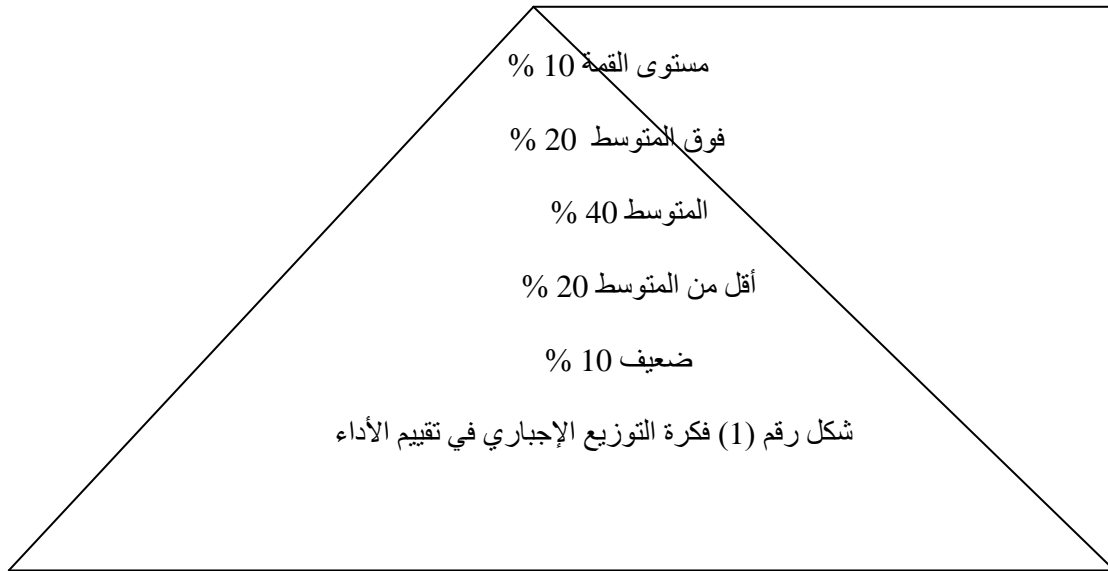 مستوى القمة 10 %
فوق المتوسط 20 %
المتوسط 40 %
أقل من المتوسط 20 %
ضعيف 10 %
شكل رقم (1) فكرة التوزيع الإجباري في تقييم الأداء